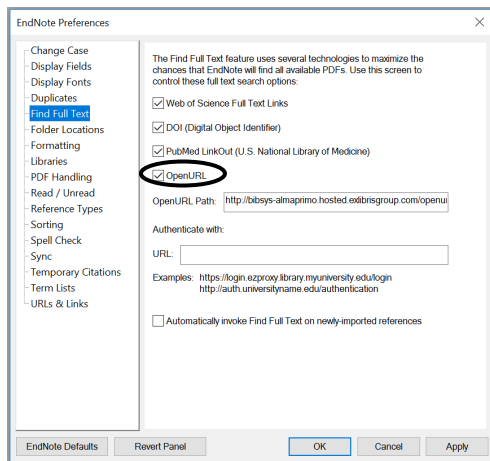 EndNote Preferences
Change Case
Display Fields
Display Fonts
Duplicates
Find Full Text
Folder Locations
Formatting
Libraries
PDF Handling
Read / Unread
Reference Types
Sorting
Spell Check
Sync
Temporary Citations
Term Lists
URLs & Links
The Find Full Text feature uses several technologies to maximize the
chances that EndNote will find all available PDFs. Use this screen to
control these full text search options:
Web of Science Full Text Links
DOI (Digital Object Identifier)
PubMed LinkOut (U.S. National Library of Medicine)
OpenURL
OpenURL Path: http://bibsys-almaprimo.hosted.exlibrisgroup.com/openu
Authenticate with:
URL:
Examples: https://login.ezproxy.library.myuniversity.edu/login
http://auth.universityname.edu/authentication
Automatically invoke Find Full Text on newly-imported references
EndNote Defaults Revert Panel OK Cancel Apply